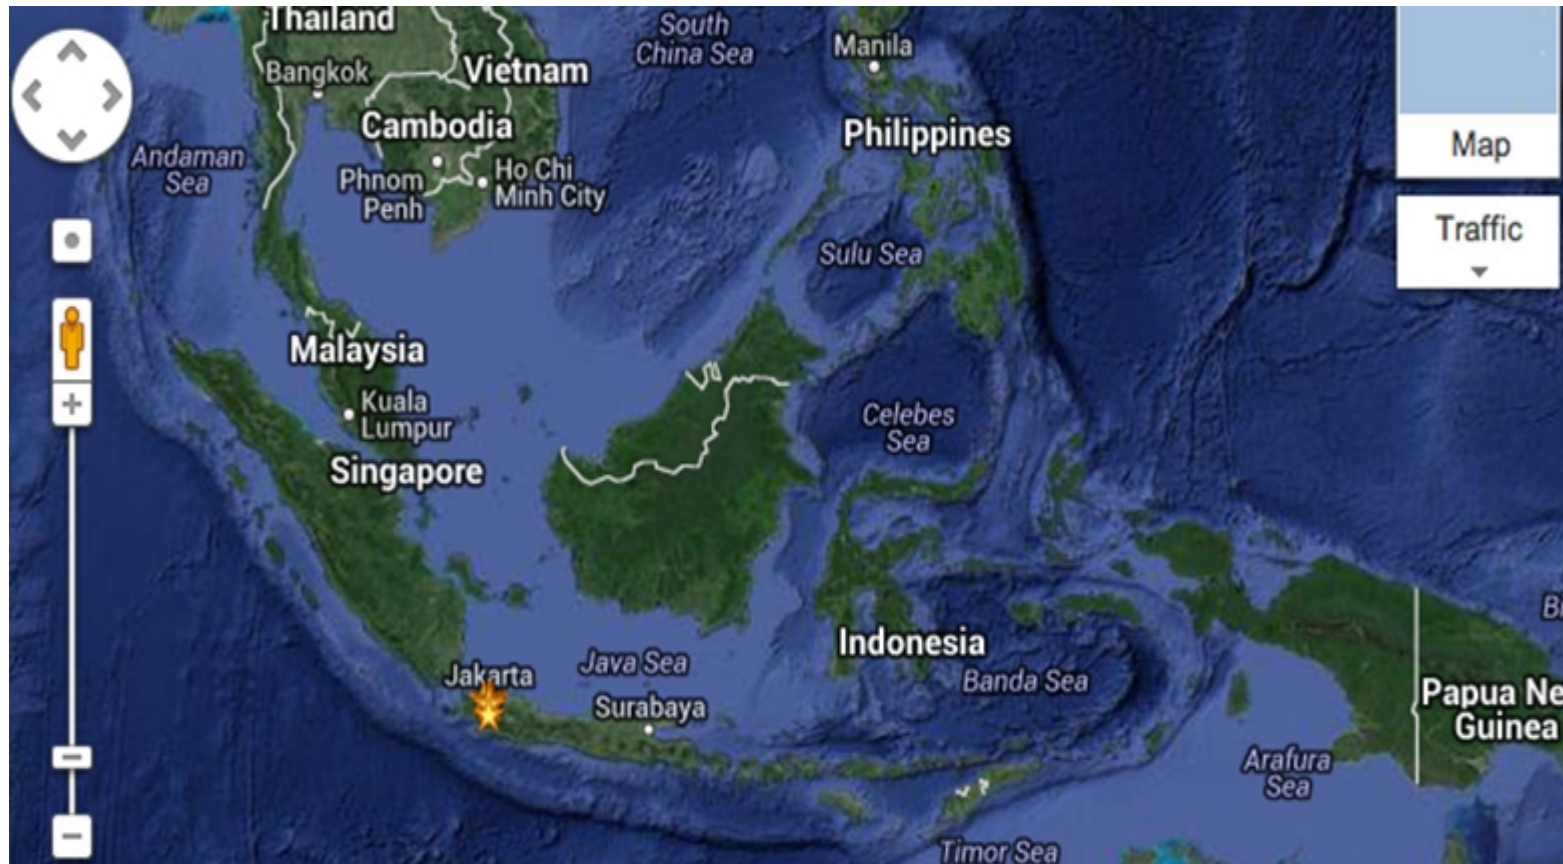 Thailand
South
China Sea
Manila
Bangkok
Vietnam
Cambodia
Philippines
Map
Andaman
Sea
Phnom
Penh
Ho Chi
Minh City
Traffic
Sulu Sea
Malaysia
Kuala
Lumpur
Celebes
Sea
Singapore
Indonesia
Jakarta
Java Sea
Banda Sea
Surabaya
Papua Ne
Guinea
Arafura
Sea
Timor Sea